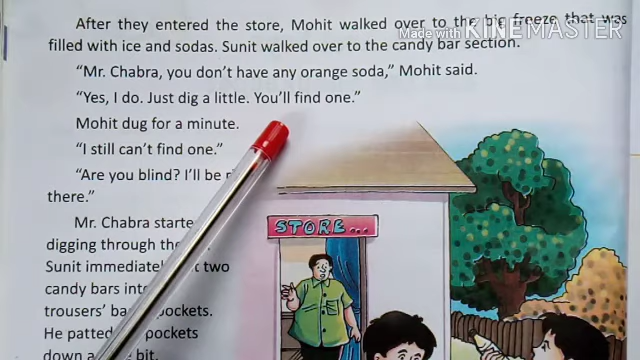 Made with KINEMASTER
After they entered the store, Mohit walked over to the big freeze that was
filled with ice and sodas. Sunit walked over to the candy bar section.
"Mr. Chabra, you don't have any orange soda," Mohit said.
"Yes, I do. Just dig a little. You'll find one."
Mohit dug for a minute.
"I still can't find one."
"Are you blind? I'll be
there."
Mr. Chabra starte
digging through the
Sunit immediatel two
candy bars int
trousers' ba pockets.
He patted pockets
down a bit.
STORE...